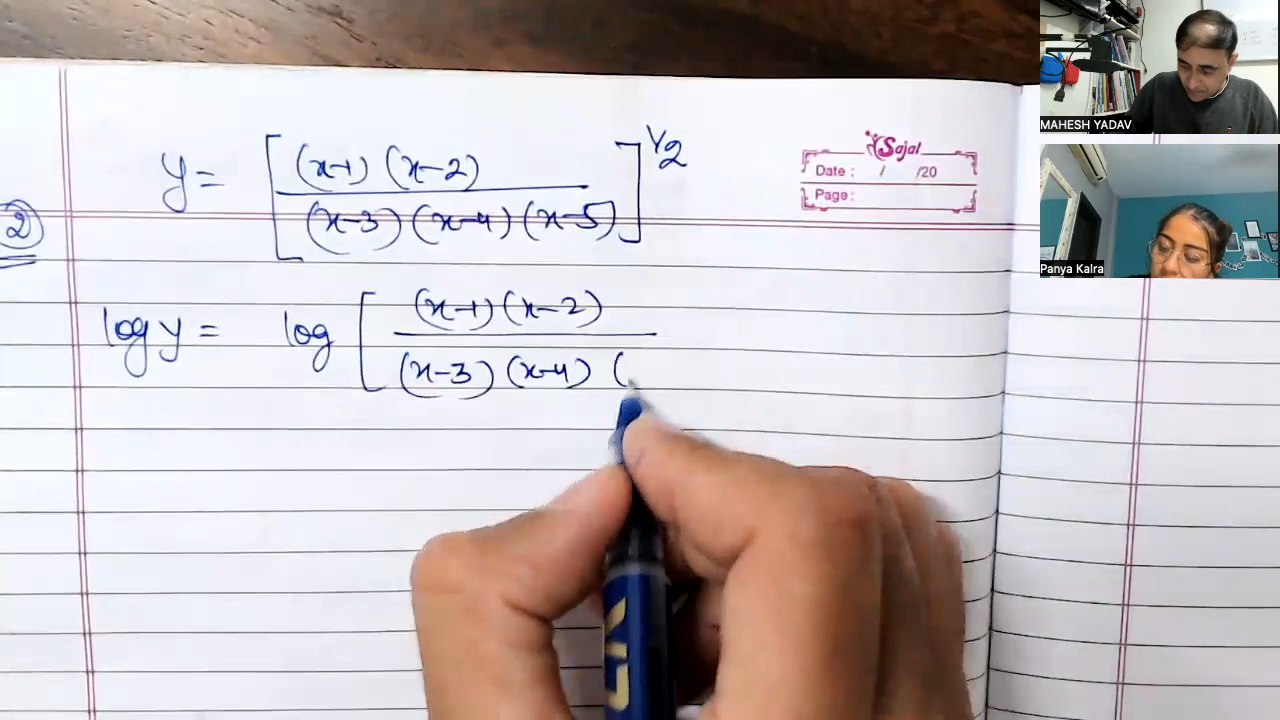 y = [(x-1)(x-2) / (x-3)(x-4)(x-5)]^1/2
②
log y = log [(x-1)(x-2) / (x-3)(x-4)(
Sajal
Date : / /20
Page :
MAHESH YADAV
Panya Kalra